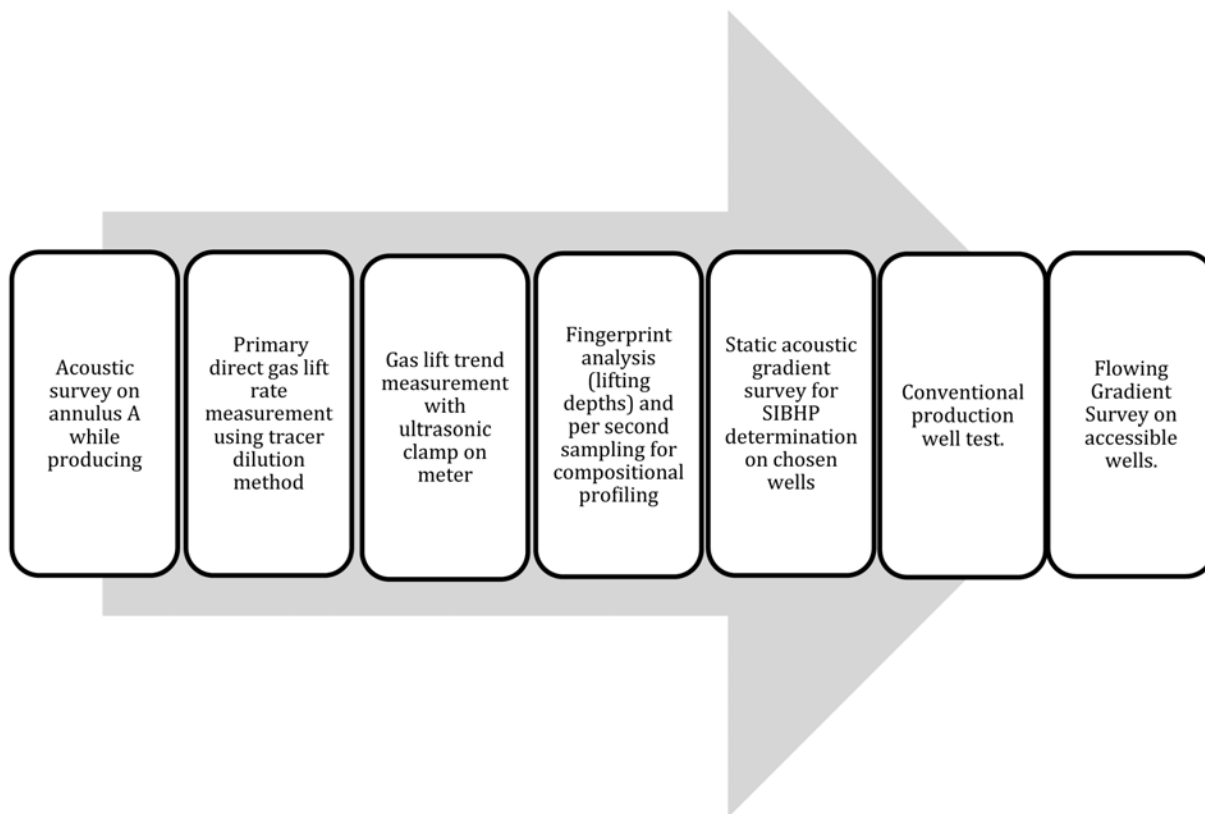 Acoustic
survey on
annulus A
while
producing
Primary
direct gas lift
rate
measurement
using tracer
dilution
method
Gas lift trend
measurement
with
ultrasonic
clamp on
meter
Fingerprint
analysis
(lifting
depths) and
per second
sampling for
compositional
profiling
Static acoustic
gradient
survey for
SIBHP
determination
on chosen
wells
Conventional
production
well test.
Flowing
Gradient
Survey on
accessible
wells.